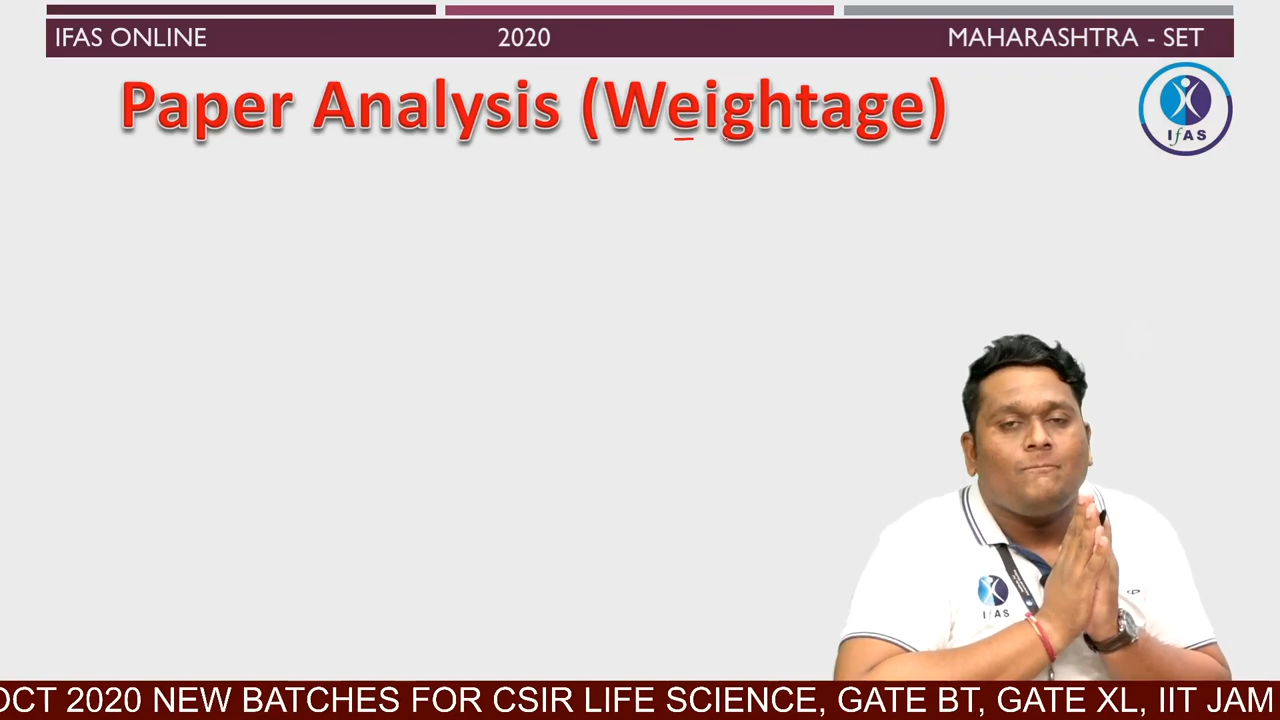 IFAS ONLINE 2020 MAHARASHTRA - SET
Paper Analysis (Weightage)
IfAS
IfAS
OCT 2020 NEW BATCHES FOR CSIR LIFE SCIENCE, GATE BT, GATE XL, IIT JAM